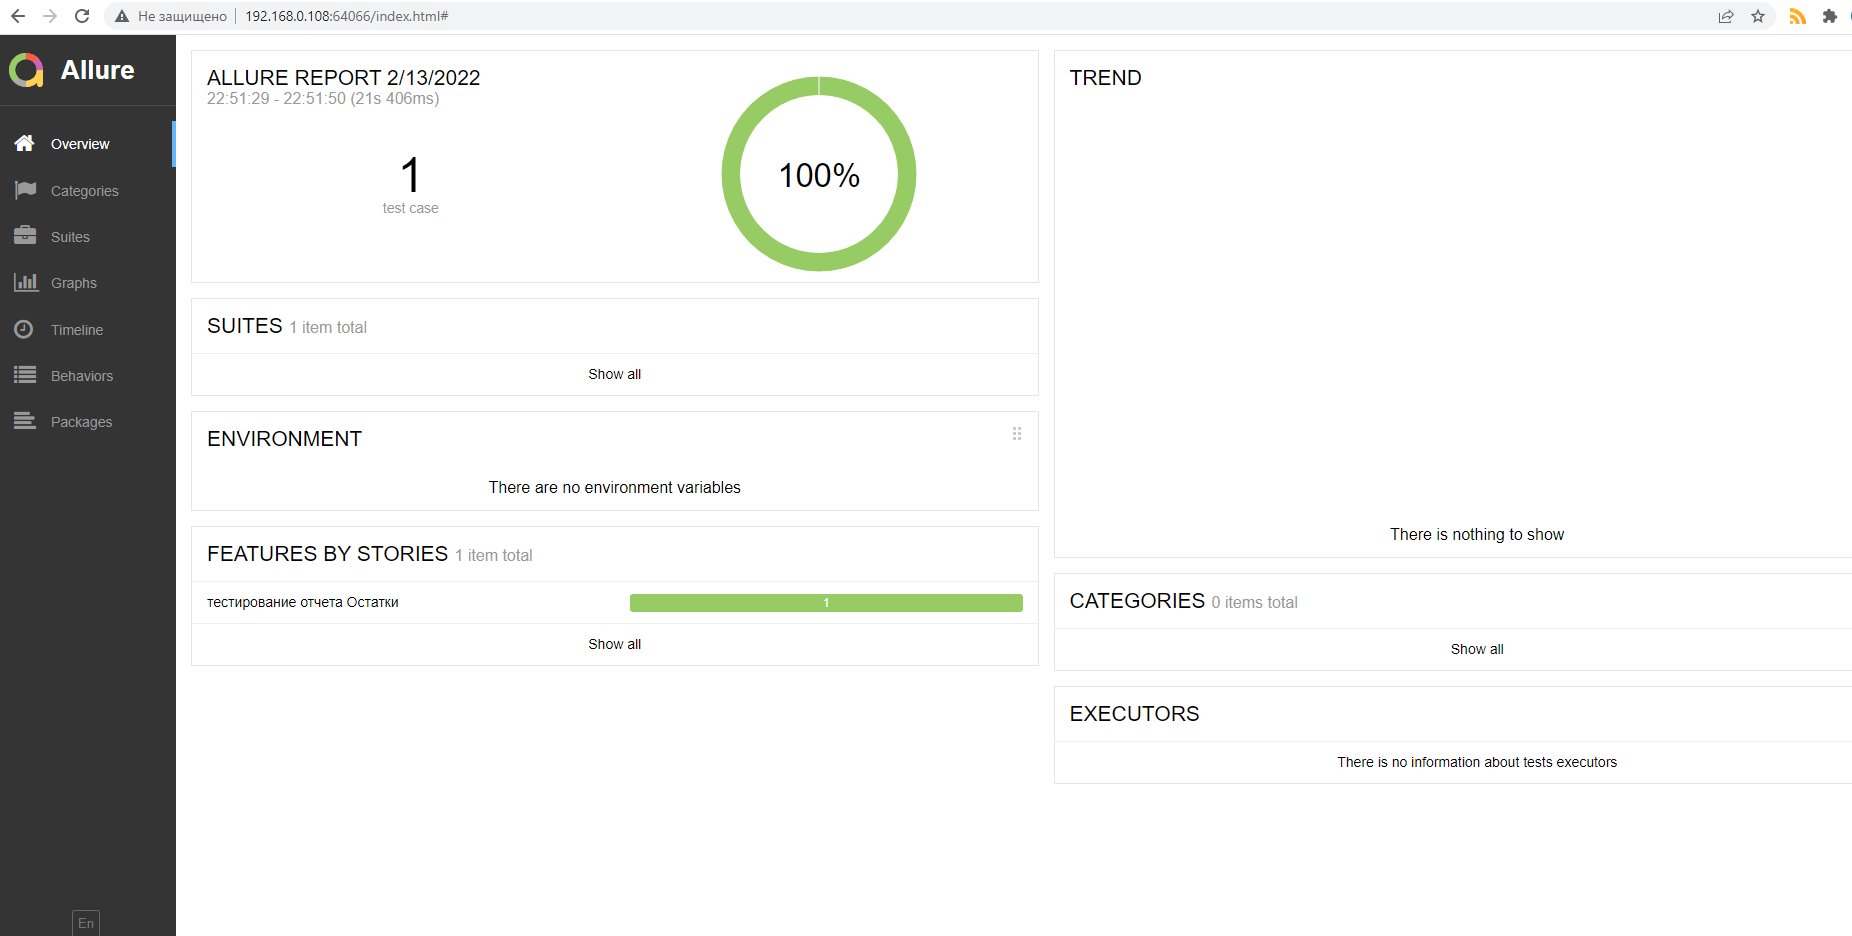 Не защищено
192.168.0.108:64066/index.html#
Allure
Overview
Categories
Suites
Graphs
Timeline
Behaviors
Packages
En
ALLURE REPORT 2/13/2022
22:51:29 - 22:51:50 (21s 406ms)
1
test case
100%
SUITES 1 item total
Show all
ENVIRONMENT
There are no environment variables
FEATURES BY STORIES 1 item total
тестирование отчета Остатки
1
Show all
TREND
There is nothing to show
CATEGORIES 0 items total
Show all
EXECUTORS
There is no information about tests executors